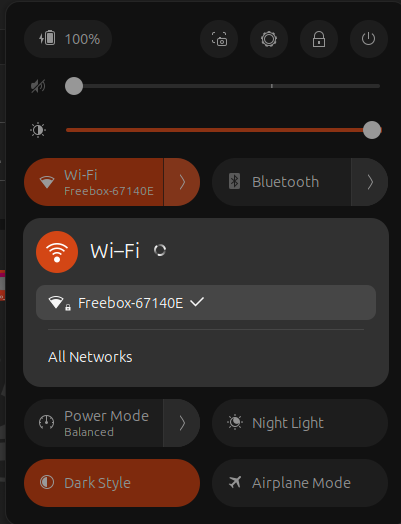 100%
Wi-Fi
Freebox-67140E
Bluetooth
Wi–Fi
Freebox-67140E
All Networks
Power Mode
Balanced
Night Light
Dark Style
Airplane Mode